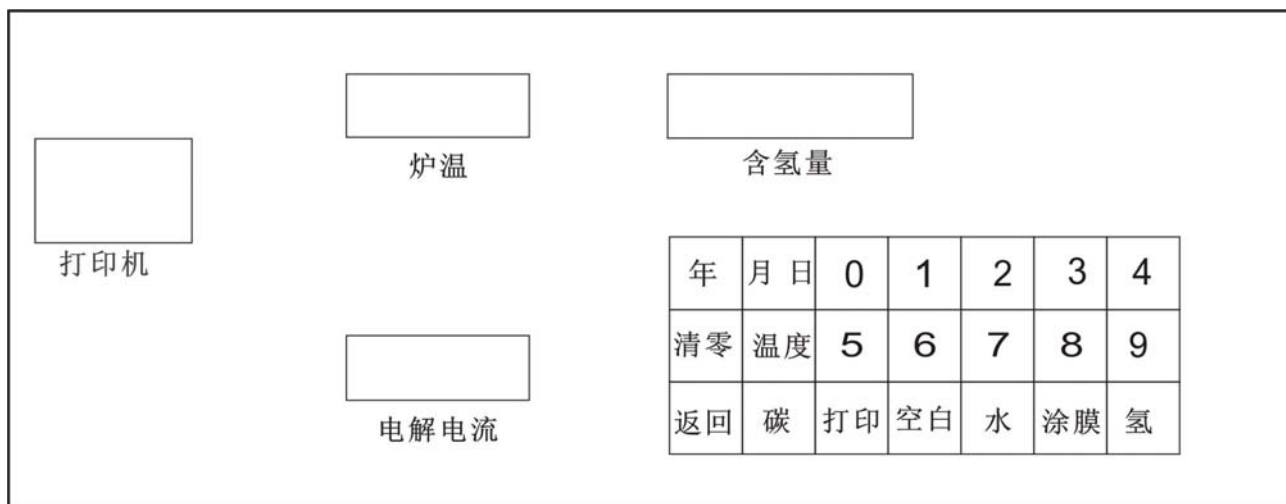 炉温
含氢量
打印机
年 月 日 0 1 2 3 4
清零 温度 5 6 7 8 9
电解电流
返回 碳 打印 空白 水 涂膜 氢